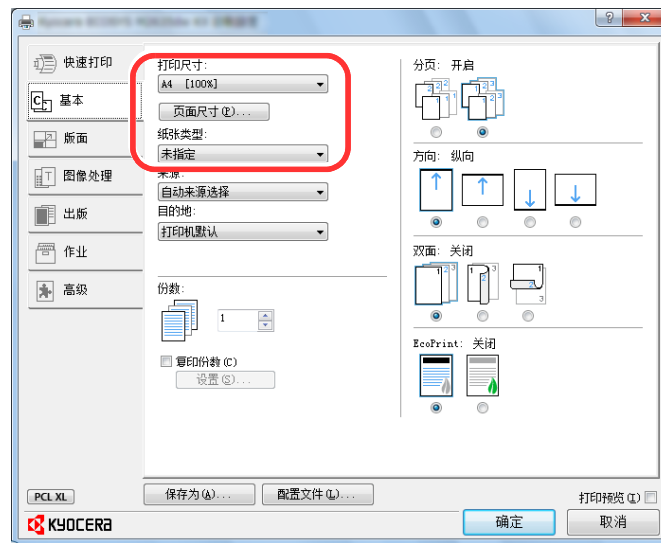 快速打印
基本
版面
图像处理
出版
作业
高级
打印尺寸:
A4 [100%]
页面尺寸(P)...
纸张类型:
未指定
来源:
自动来源选择
目的地:
打印机默认
份数:
1
复印份数(C)
设置(S)...
分页: 开启
方向: 纵向
双面: 关闭
EcoPrint: 关闭
PCL XL
保存为(A)...
配置文件(L)...
打印预览(I)
KYOCERA
确定
取消